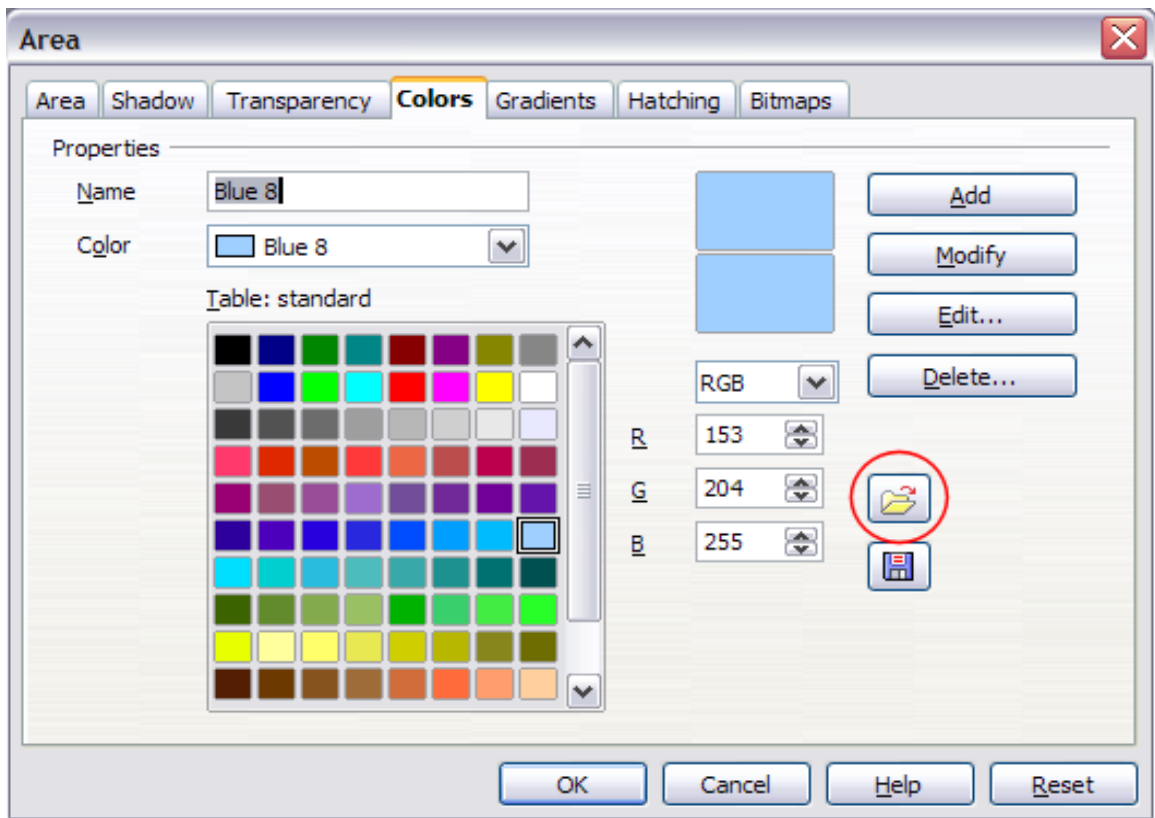 Area
Area Shadow Transparency Colors Gradients Hatching Bitmaps
Properties
Name Blue 8 Add
Color Blue 8 Modify
Table: standard Edit...
RGB Delete...
R 153
G 204
B 255
OK Cancel Help Reset